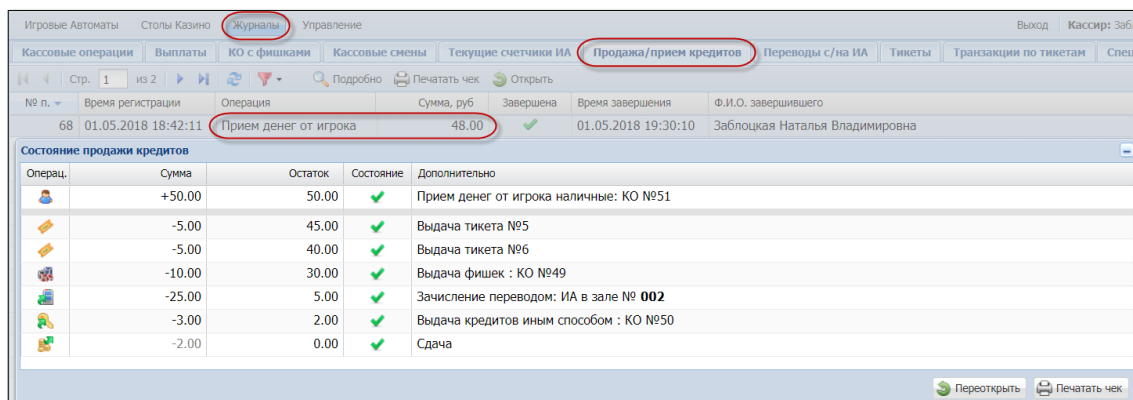 Игровые Автоматы Столы Казино Журналы Управление Выход Кассир: Заб
Кассовые операции Выплаты КО с фишками Кассовые смены Текущие счетчики ИА Продажа/прием кредитов Переводы с/на ИА Тикеты Транзакции по тикетам Спец
Стр. 1 из 2 Подробно Печатать чек Открыть
№ п. Время регистрации Операция Сумма, руб Завершена Время завершения Ф.И.О. завершившего
68 01.05.2018 18:42:11 Прием денег от игрока 48.00 01.05.2018 19:30:10 Заблоцкая Наталья Владимировна
Состояние продажи кредитов
Операц. Сумма Остаток Состояние Дополнительно
+50.00 50.00 Прием денег от игрока наличные: КО №51
-5.00 45.00 Выдача тикета №5
-5.00 40.00 Выдача тикета №6
-10.00 30.00 Выдача фишек : КО №49
-25.00 5.00 Зачисление переводом: ИА в зале № 002
-3.00 2.00 Выдача кредитов иным способом : КО №50
-2.00 0.00 Сдача
Переоткрыть Печатать чек